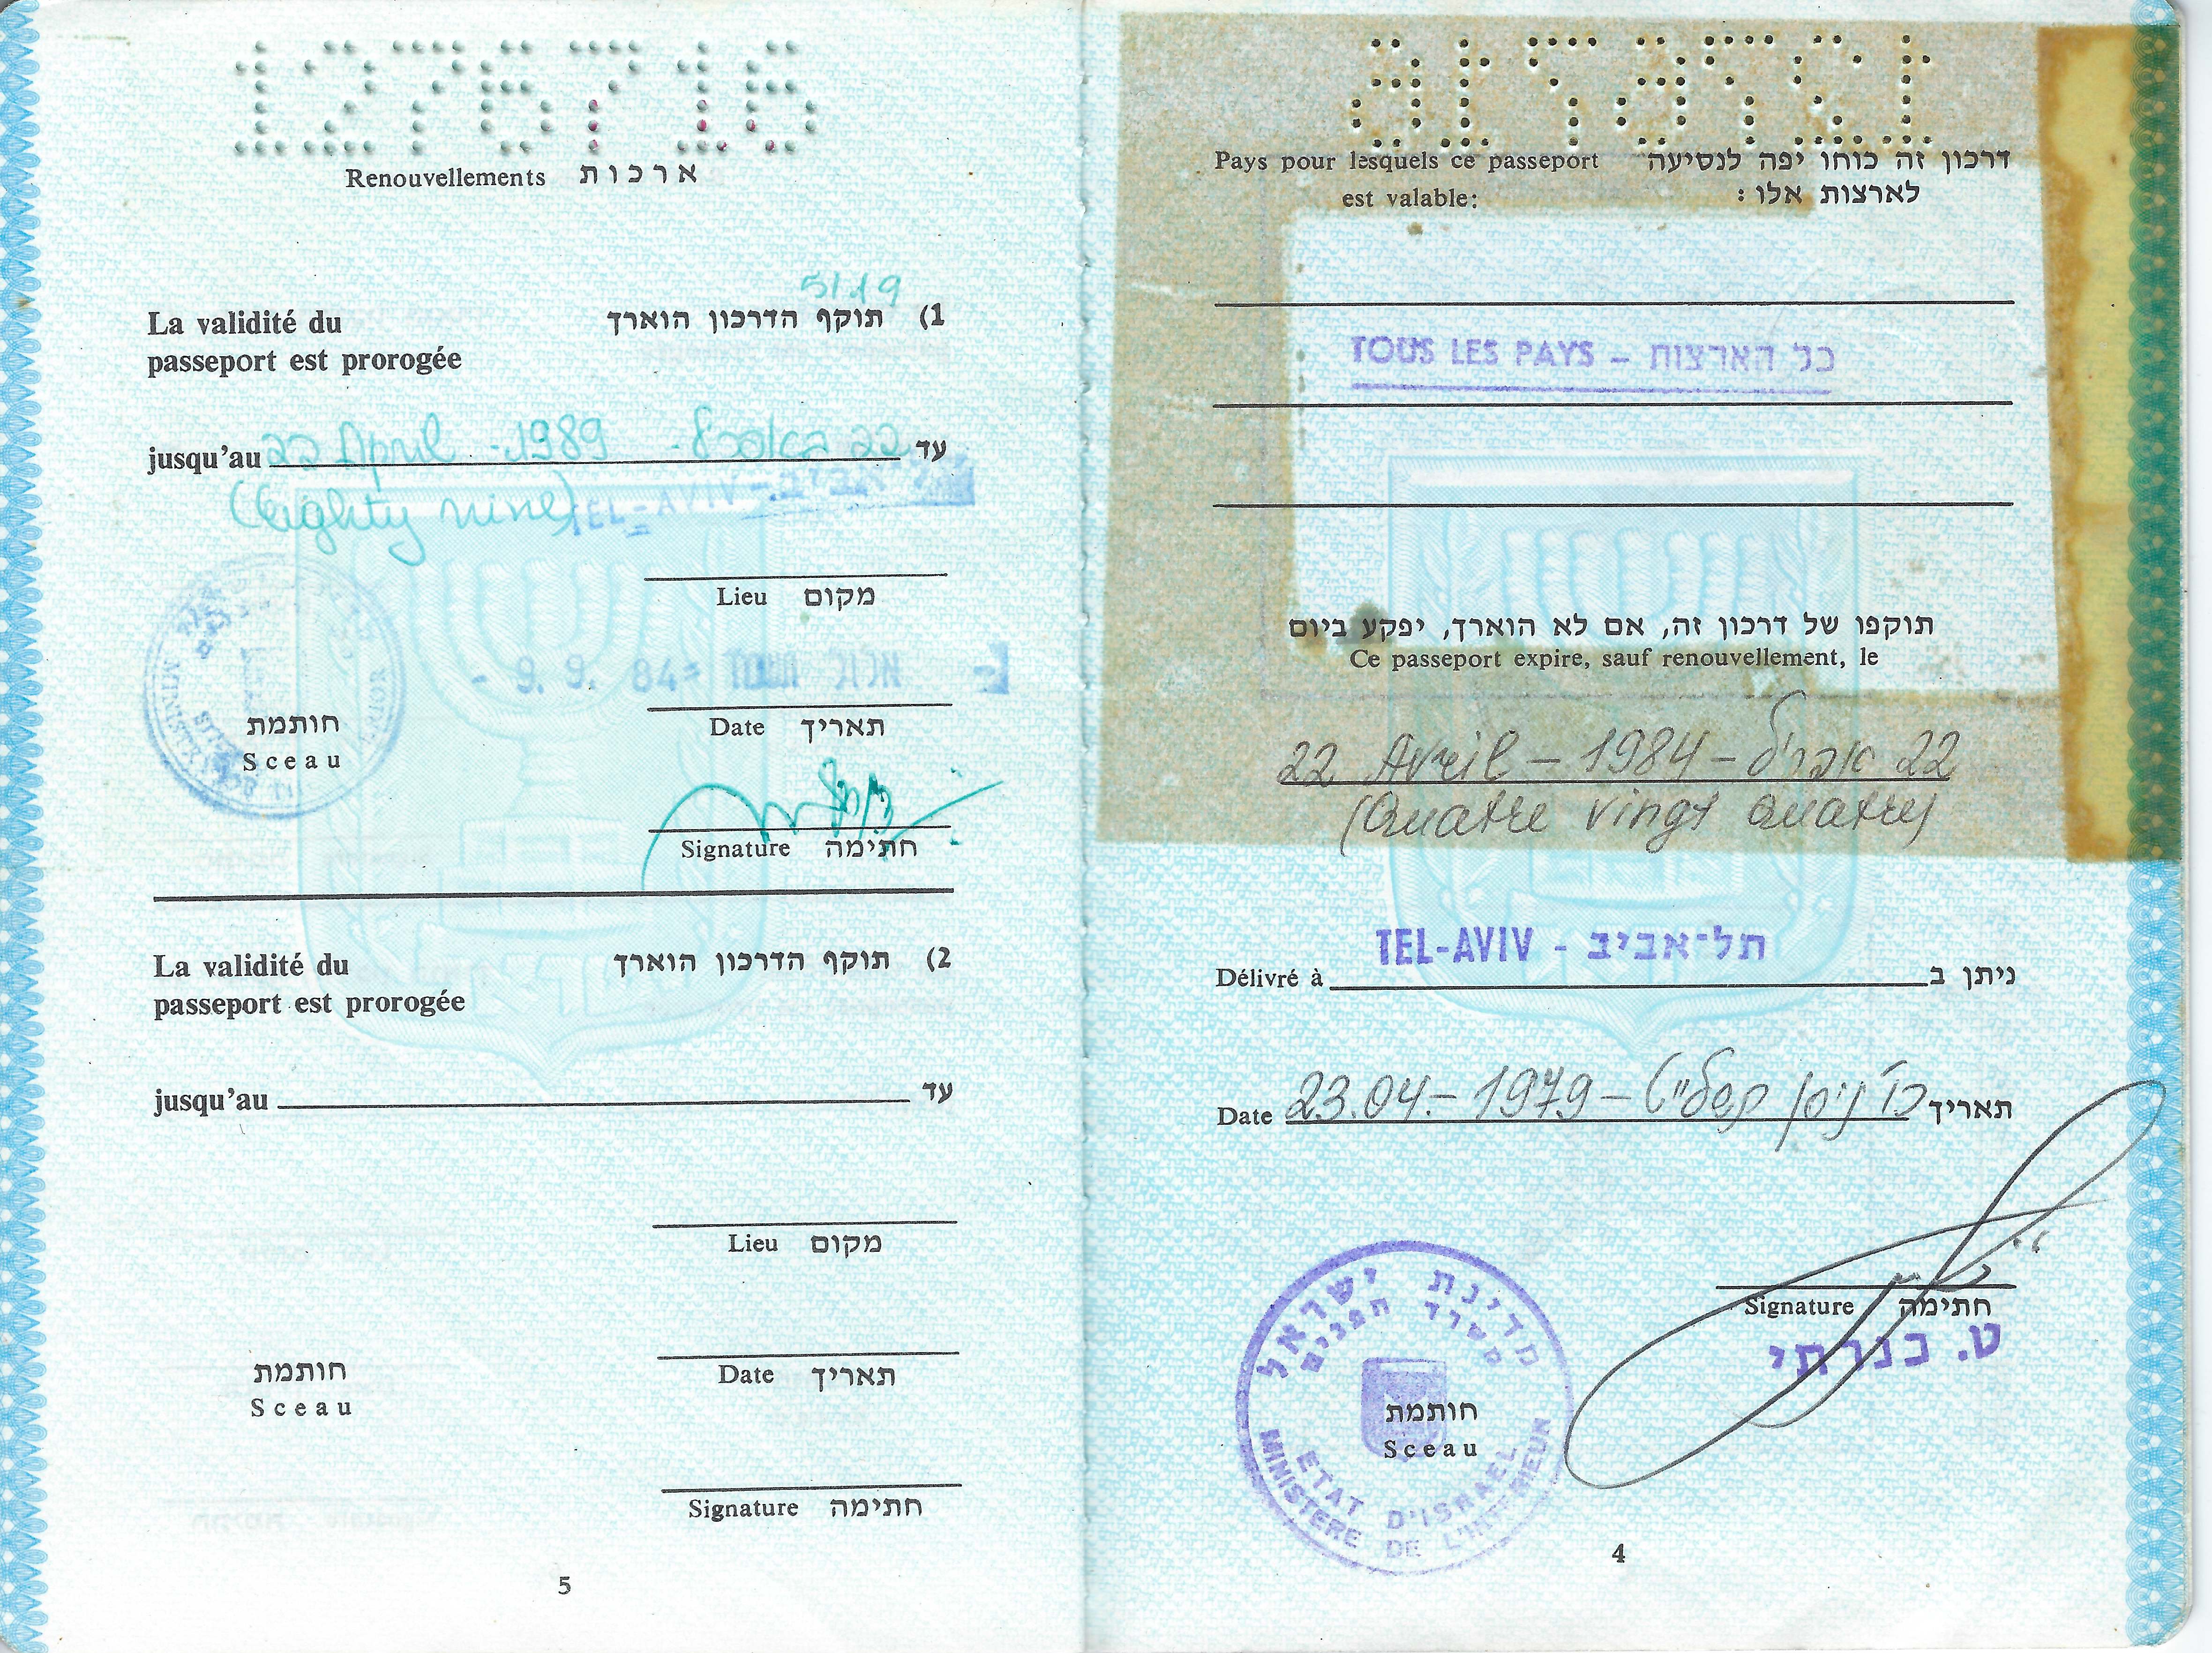 1276716
Renouvellements ארכות
5119
La validité du תוקף הדרכון הוארך (1
passeport est prorogée
jusqu'au 22 April - 1989 - 22 באפריל עד
(Eighty nine) TEL-AVIV-תל אביב
Lieu מקום
- 9. 9. 84 -
חותמת
Sceau
Date תאריך
Signature חתימה
La validité du תוקף הדרכון הוארך (2
passeport est prorogée
jusqu'au עד
Lieu מקום
חותמת
Sceau
Date תאריך
Signature חתימה
5
1276716
Pays pour lesquels ce passeport דרכון זה כוחו יפה לנסיעה
est valable: לארצות אלו:
TOUS LES PAYS - כל הארצות
תוקפו של דרכון זה, אם לא הוארך, יפקע ביום
Ce passeport expire, sauf renouvellement, le
22 Avril - 1984 - 22 אפריל
(Quatre vingt quatre)
TEL-AVIV - תל-אביב
Délivré à ניתן ב
Date 23.04.- 1979 - כו' ניסן תשל"ט תאריך
Signature חתימה
ט. כנרתי
מדינת ישראל
משרד הפנים
חותמת
Sceau
ETAT D'ISRAEL
MINISTERE DE L'INTERIEUR
4